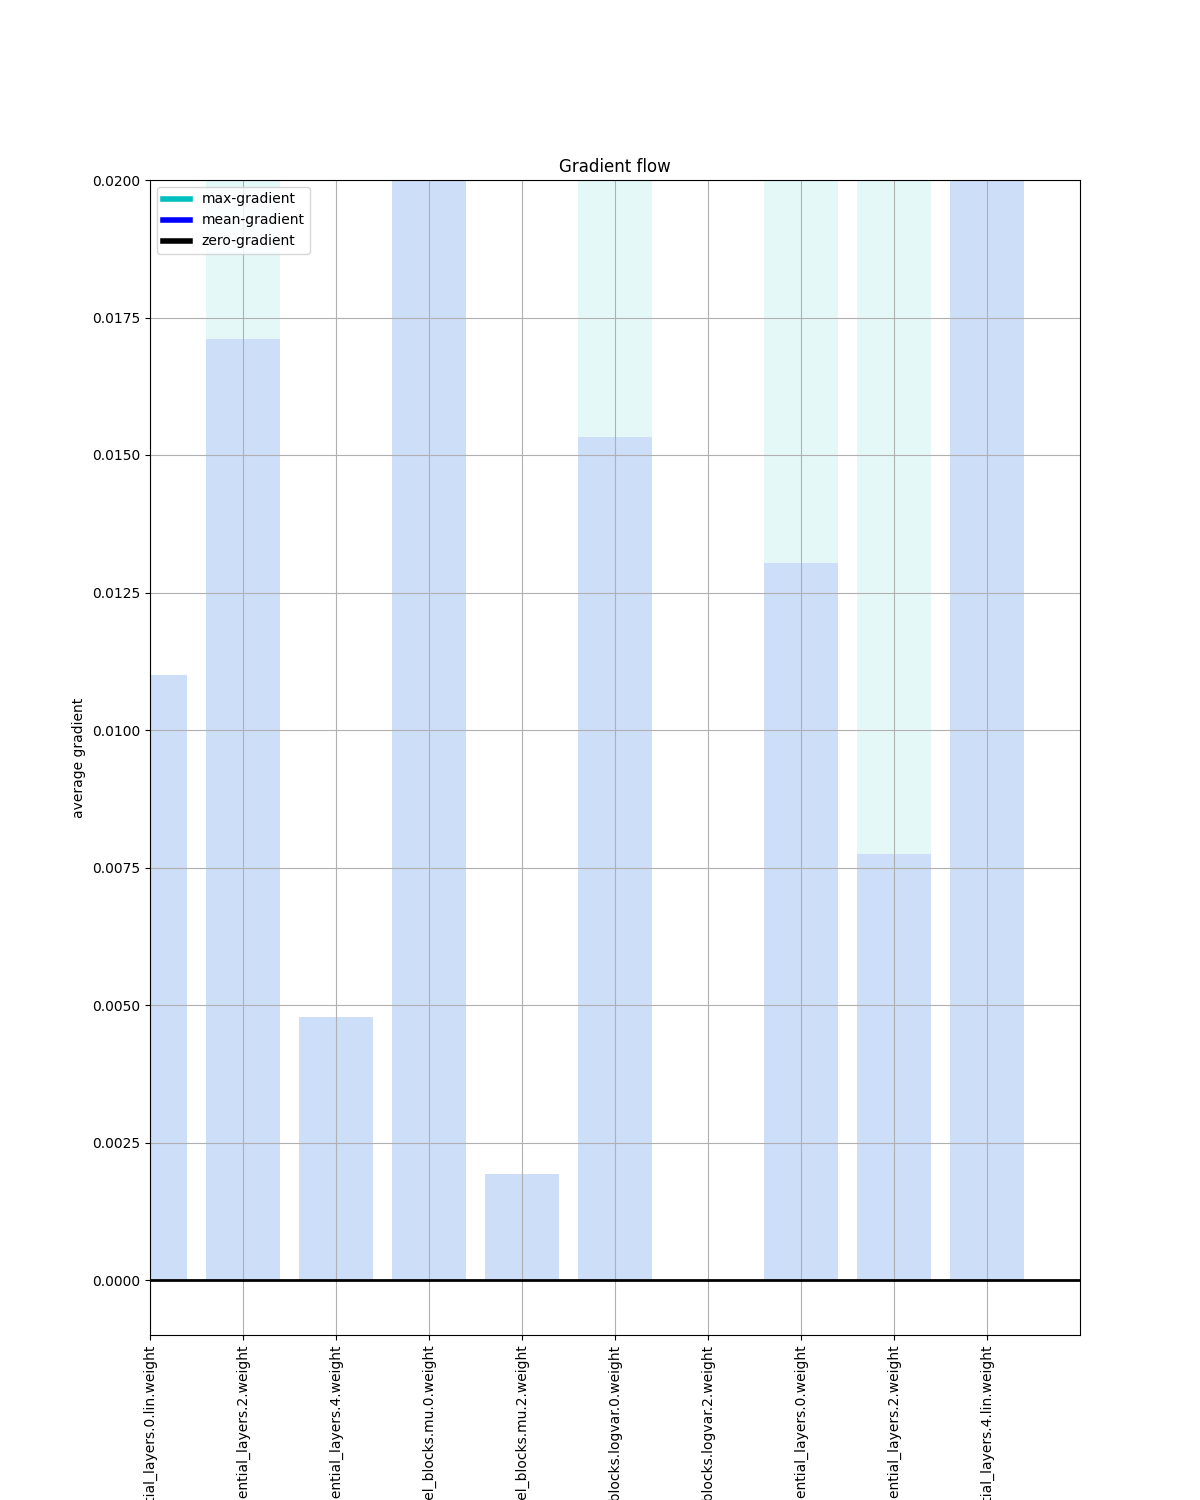 Gradient flow
max-gradient
mean-gradient
zero-gradient
0.0200
0.0175
0.0150
0.0125
0.0100
0.0075
0.0050
0.0025
0.0000
average gradient
tial_layers.0.lin.weight
ential_layers.2.weight
ential_layers.4.weight
el_blocks.mu.0.weight
el_blocks.mu.2.weight
blocks.logvar.0.weight
blocks.logvar.2.weight
ential_layers.0.weight
ential_layers.2.weight
tial_layers.4.lin.weight